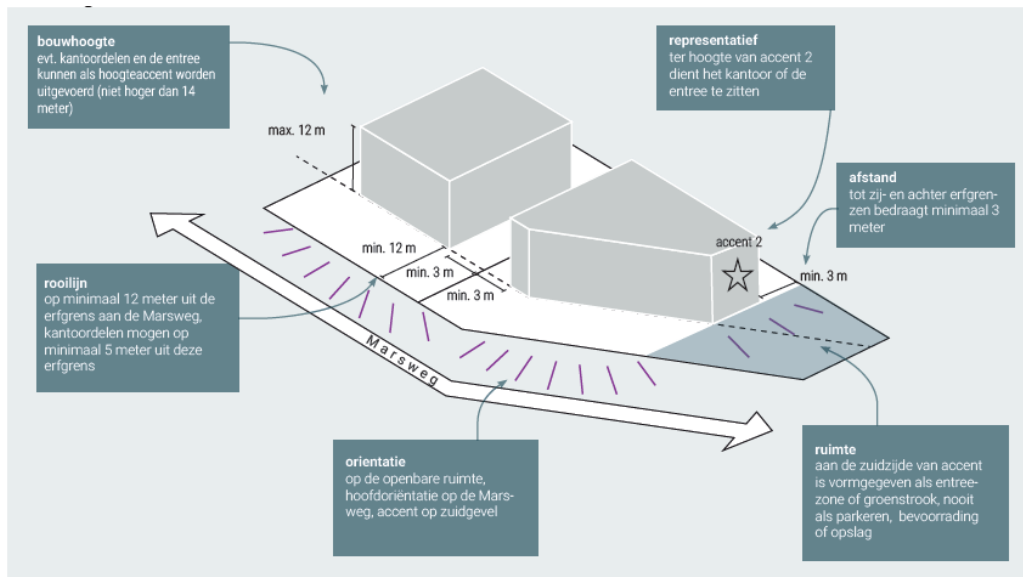 bouwhoogte
evt. kantoordelen en de entree
kunnen als hoogteaccent worden
uitgevoerd (niet hoger dan 14
meter)
representatief
ter hoogte van accent 2
dient het kantoor of de
entree te zitten
max. 12 m
afstand
tot zij- en achter erfgren-
zen bedraagt minimaal 3
meter
accent 2
min. 12 m
min. 3 m
min. 3 m
min. 3 m
rooilijn
op minimaal 12 meter uit de
erfgrens aan de Marsweg,
kantoordelen mogen op
minimaal 5 meter uit deze
erfgrens
Marsweg
orientatie
op de openbare ruimte,
hoofdoriëntatie op de Mars-
weg, accent op zuidgevel
ruimte
aan de zuidzijde van accent
is vormgegeven als entree-
zone of groenstrook, nooit
als parkeren, bevoorrading
of opslag